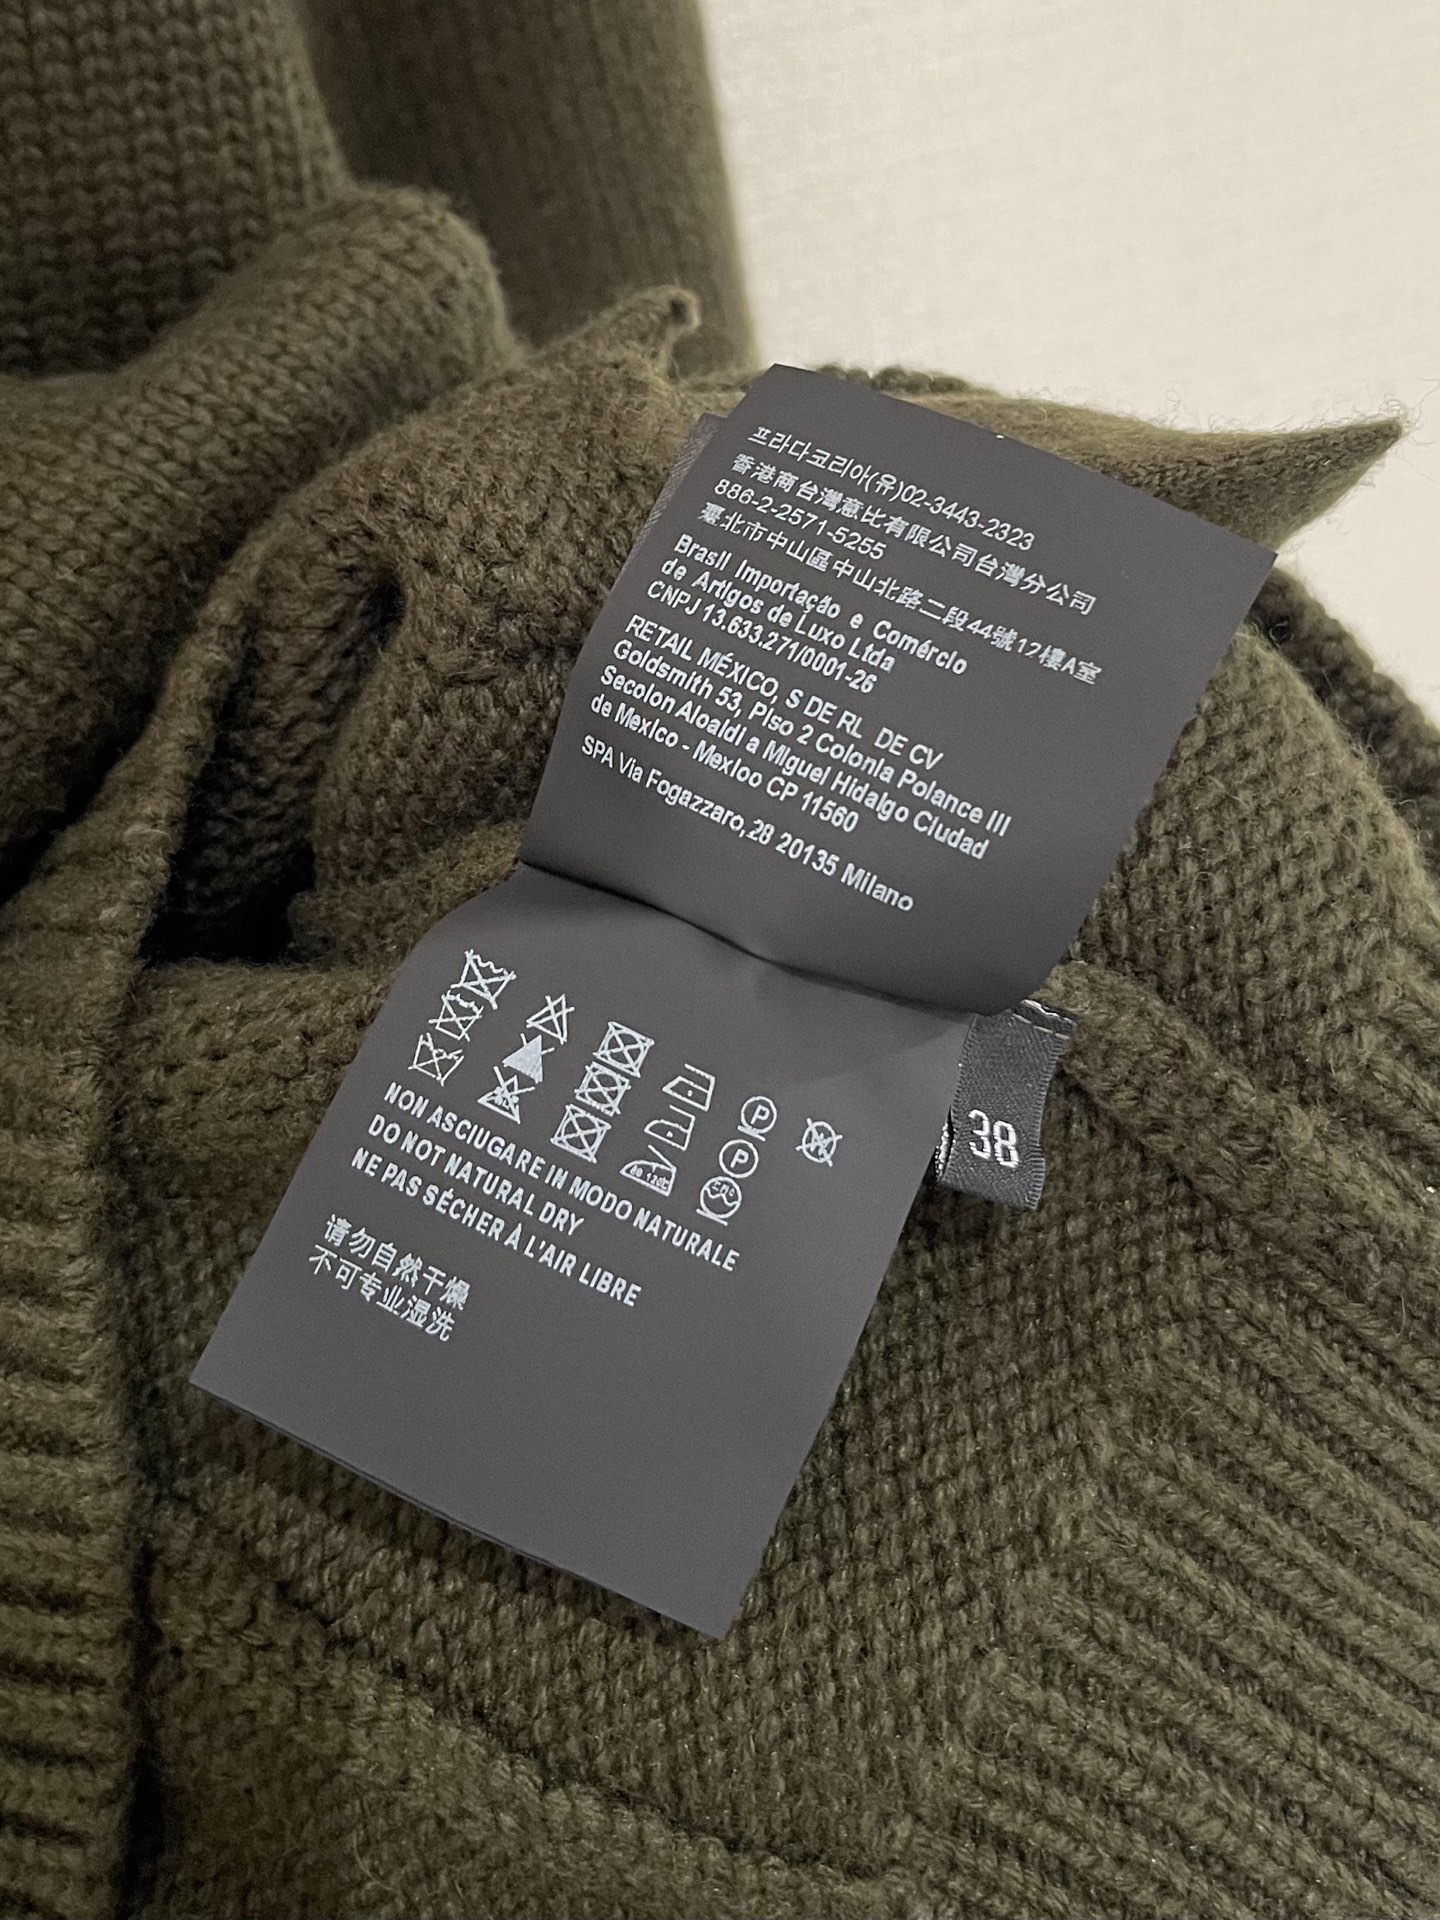 프라다코리아(유)02-3443-2323
香港商台灣意比有限公司台灣分公司
886-2-2571-5255
臺北市中山區中山北路二段44號12樓A室
Brasil Importação e Comércio
de Artigos de Luxo Ltda
CNPJ 13.633.271/0001-26
RETAIL MÉXICO, S DE RL DE CV
Goldsmith 53, Piso 2 Colonia Polance III
Secolon Aloaldi a Miguel Hidalgo Ciudad
de Mexico - Mexloo CP 11560
SPA Via Fogazzaro, 28 20135 Milano
P
P
38
NON ASCIUGARE IN MODO NATURALE
DO NOT NATURAL DRY
NE PAS SÉCHER À L'AIR LIBRE
请勿自然干燥
不可专业湿洗